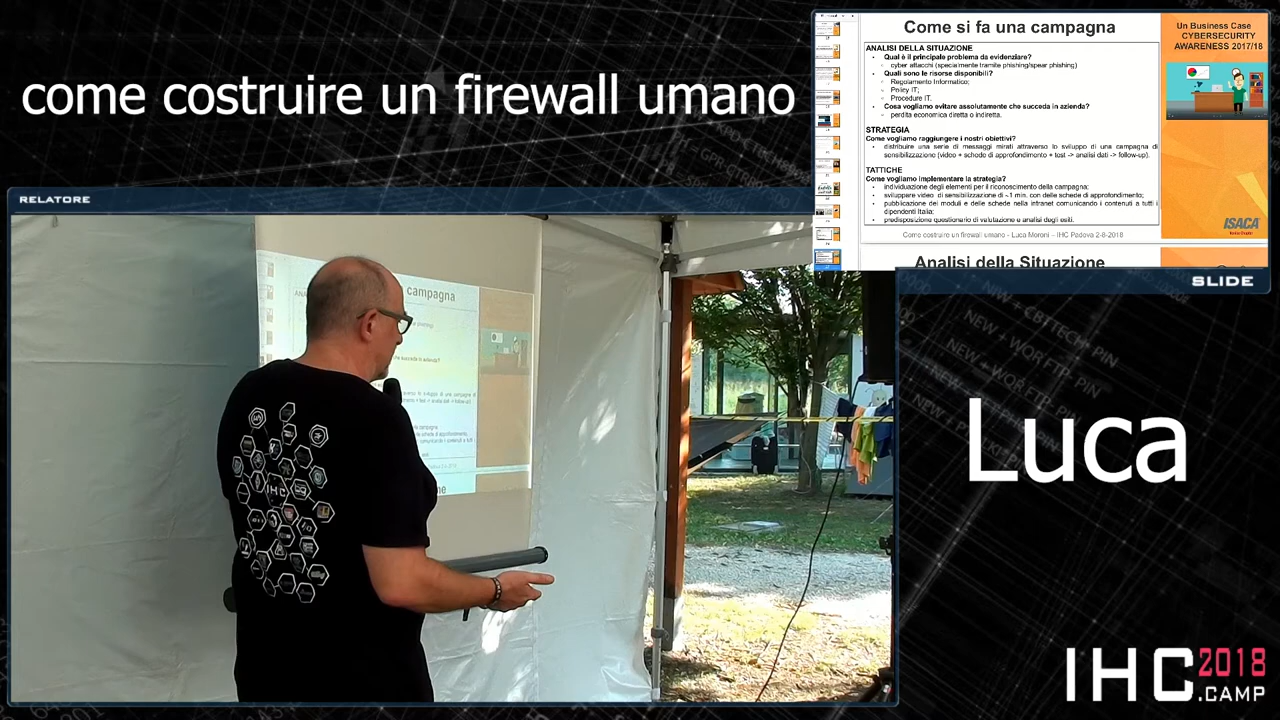 come costruire un firewall umano
RELATORE
Come si fa una campagna
ANALISI DELLA SITUAZIONE
• Qual è il principale problema da evidenziare?
◦ cyber attacchi (specialmente tramite phishing/spear phishing)
• Quali sono le risorse disponibili?
◦ Regolamento Informatico;
◦ Policy IT;
◦ Procedure IT.
• Cosa vogliamo evitare assolutamente che succeda in azienda?
◦ perdita economica diretta o indiretta.
STRATEGIA
Come vogliamo raggiungere i nostri obiettivi?
• distribuire una serie di messaggi mirati attraverso lo sviluppo di una campagna di
sensibilizzazione (video + schede di approfondimento + test -> analisi dati -> follow-up).
TATTICHE
Come vogliamo implementare la strategia?
• individuazione degli elementi per il riconoscimento della campagna;
• sviluppare video di sensibilizzazione di ~1 min. con delle schede di approfondimento;
• pubblicazione dei moduli e delle schede nella intranet comunicando i contenuti a tutti i
dipendenti Italia;
• predisposizione questionario di valutazione e analisi degli esiti.
Come costruire un firewall umano - Luca Moroni – IHC Padova 2-8-2018
Un Business Case
CYBERSECURITY
AWARENESS 2017/18
ISACA
Analisi della Situazione
SLIDE
campagna
IHC
Luca
IHC 2018
.CAMP